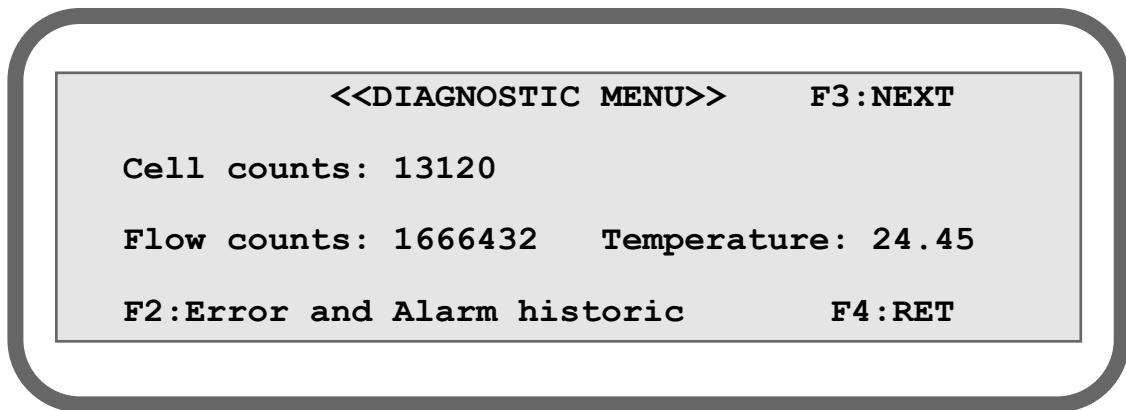 <<DIAGNOSTIC MENU>> F3:NEXT
Cell counts: 13120
Flow counts: 1666432 Temperature: 24.45
F2:Error and Alarm historic F4:RET